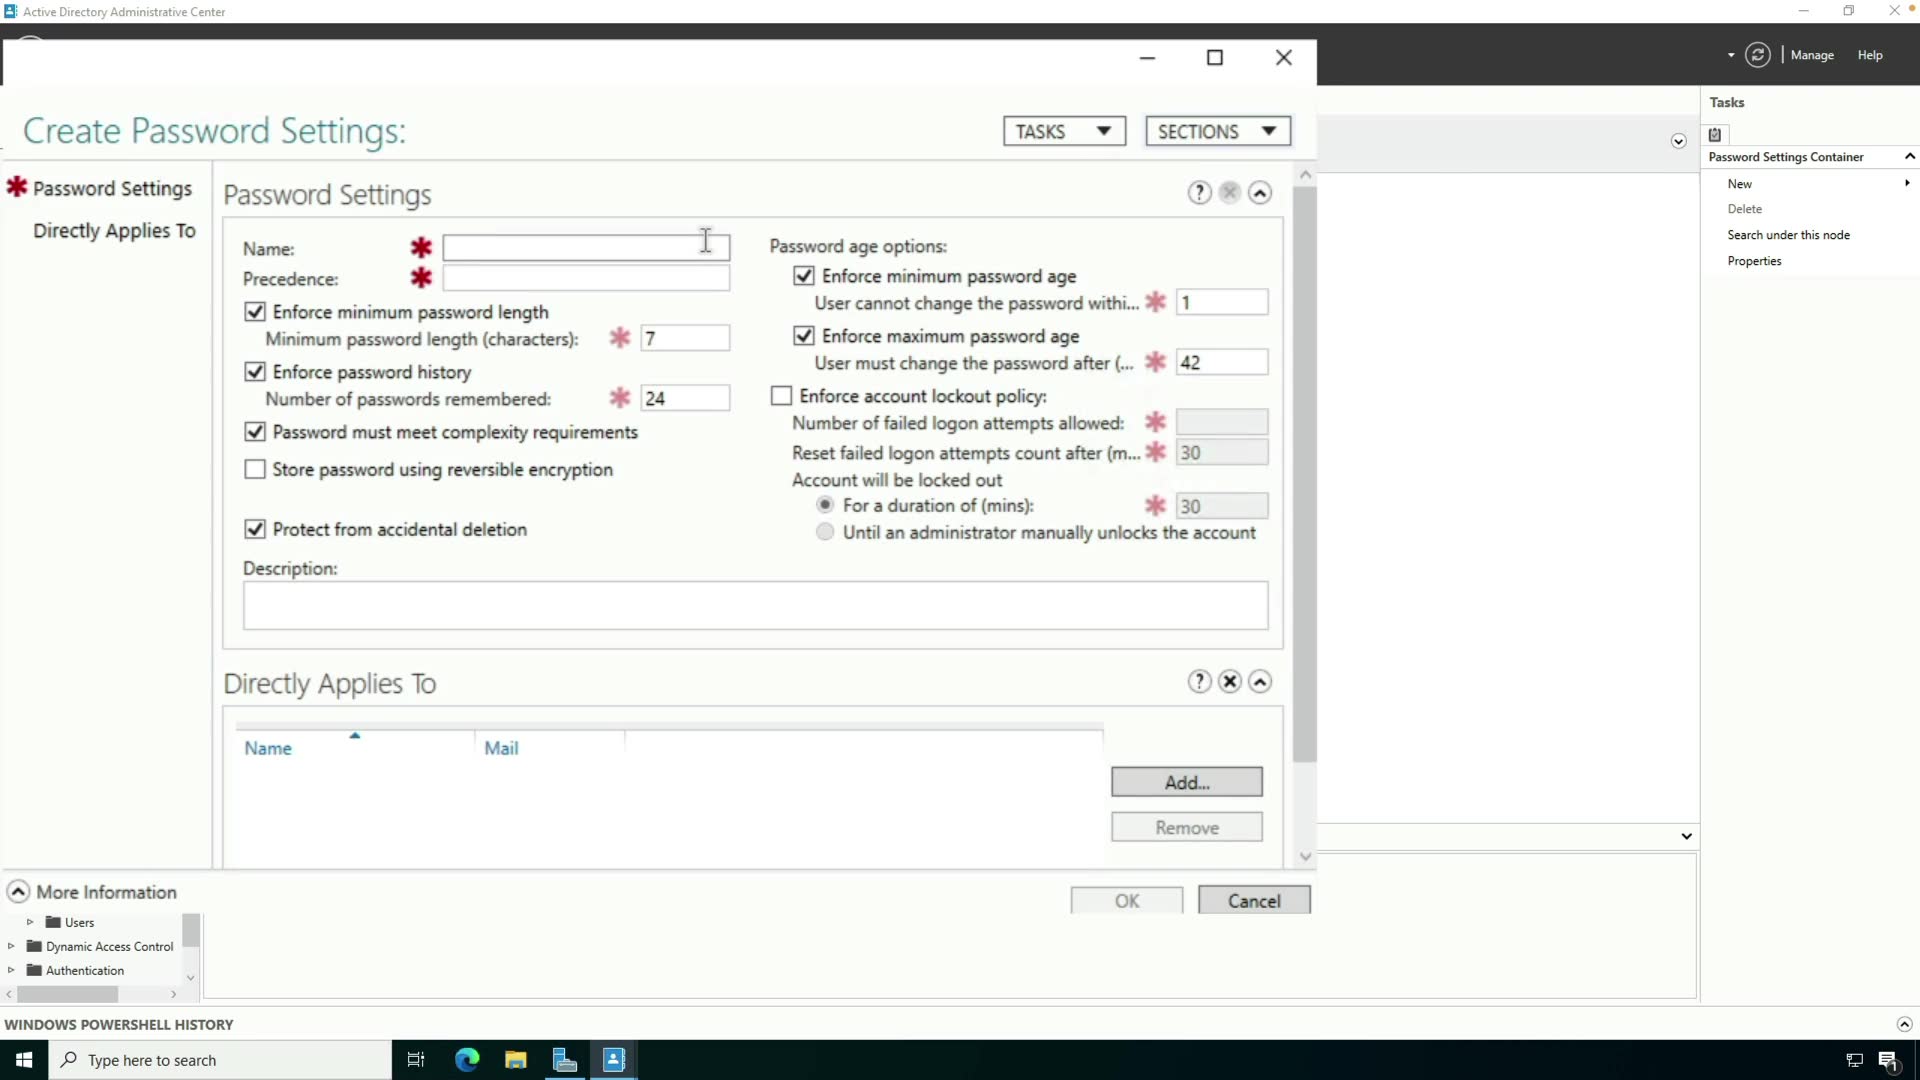 Active Directory Administrative Center
Manage
Help
Create Password Settings:
TASKS
SECTIONS
Tasks
Password Settings Container
New
Delete
Search under this node
Properties
Password Settings
Directly Applies To
Password Settings
Name:
Precedence:
Enforce minimum password length
Minimum password length (characters):
7
Enforce password history
Number of passwords remembered:
24
Password must meet complexity requirements
Store password using reversible encryption
Protect from accidental deletion
Password age options:
Enforce minimum password age
User cannot change the password withi...
1
Enforce maximum password age
User must change the password after (...
42
Enforce account lockout policy:
Number of failed logon attempts allowed:
Reset failed logon attempts count after (m...
30
Account will be locked out
For a duration of (mins):
30
Until an administrator manually unlocks the account
Description:
Directly Applies To
Name
Mail
Add...
Remove
More Information
OK
Cancel
Users
Dynamic Access Control
Authentication
WINDOWS POWERSHELL HISTORY
Type here to search
1